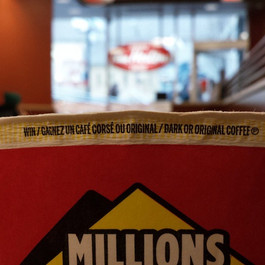 WIN / GAGNEZ UN CAFÉ CORSÉ OU ORIGINAL / DARK OR ORIGINAL COFFEE®
MILLIONS